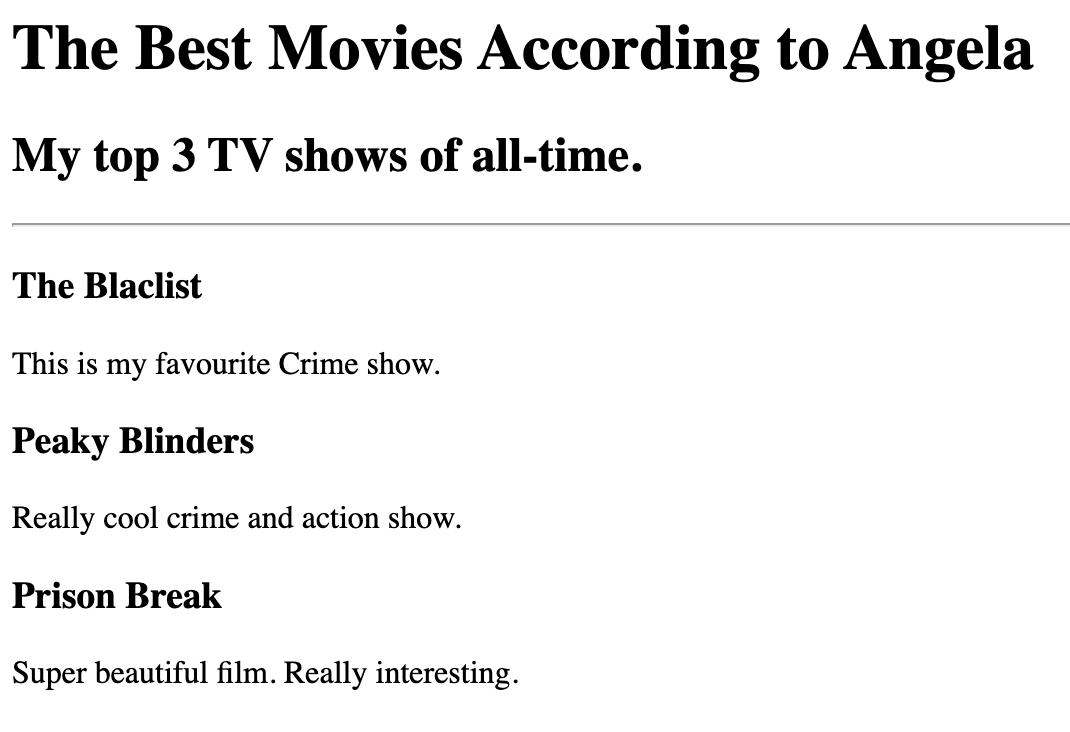 The Best Movies According to Angela
My top 3 TV shows of all-time.
The Blaclist
This is my favourite Crime show.
Peaky Blinders
Really cool crime and action show.
Prison Break
Super beautiful film. Really interesting.